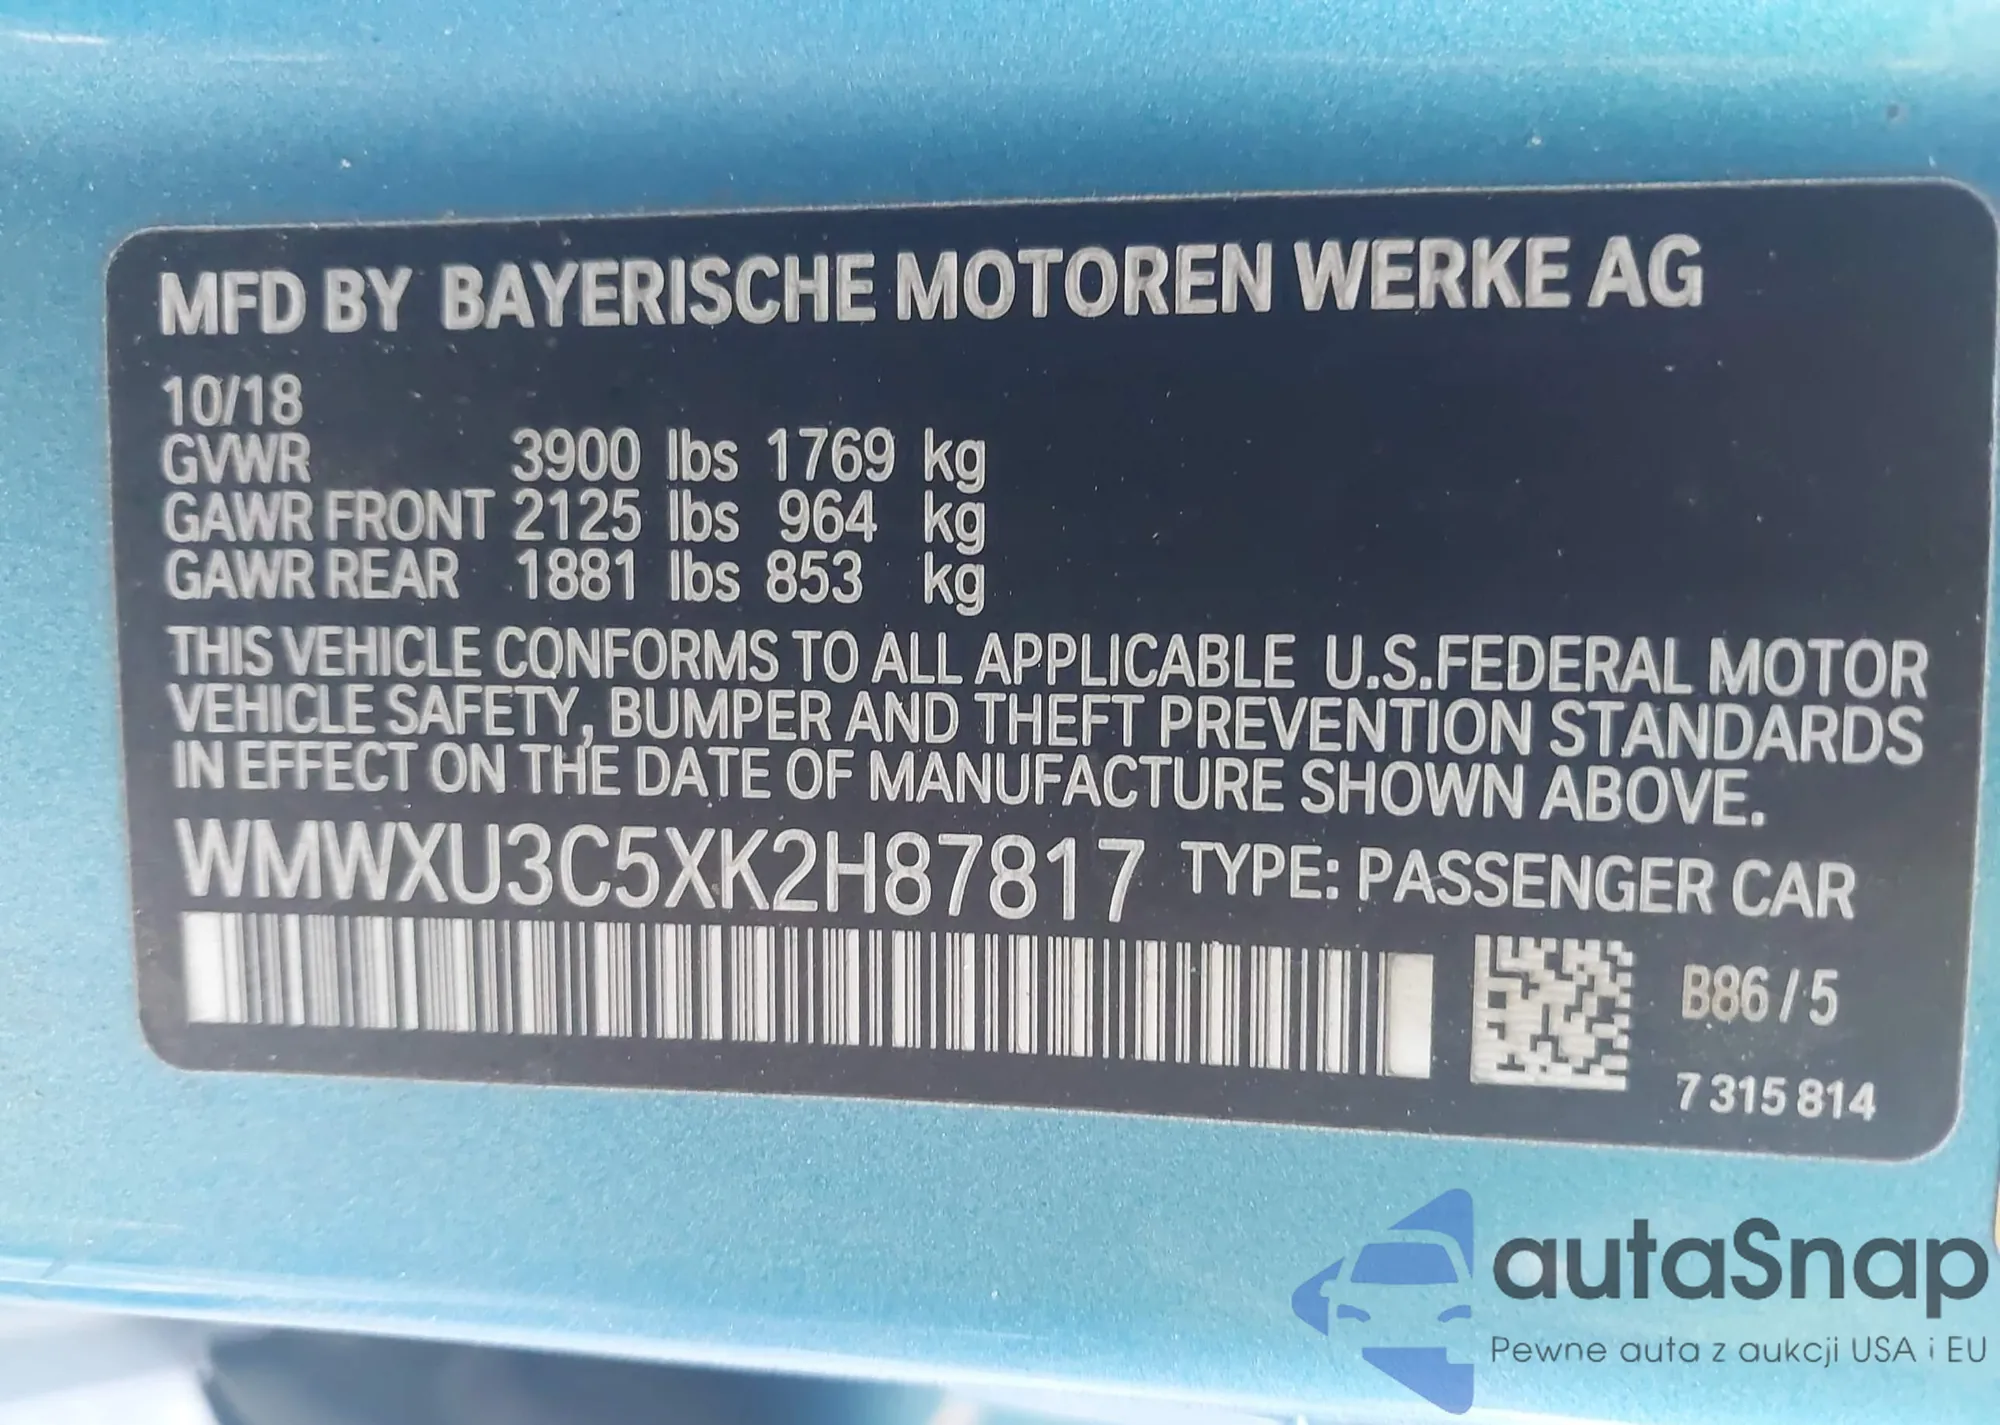 MFD BY BAYERISCHE MOTOREN WERKE AG
10/18
GVWR 3900 lbs 1769 kg
GAWR FRONT 2125 lbs 964 kg
GAWR REAR 1881 lbs 853 kg
THIS VEHICLE CONFORMS TO ALL APPLICABLE U.S.FEDERAL MOTOR
VEHICLE SAFETY, BUMPER AND THEFT PREVENTION STANDARDS
IN EFFECT ON THE DATE OF MANUFACTURE SHOWN ABOVE.
WMWXU3C5XK2H87817 TYPE: PASSENGER CAR
B86 / 5
7 315 814
autaSnap
Pewne auta z aukcji USA i EU